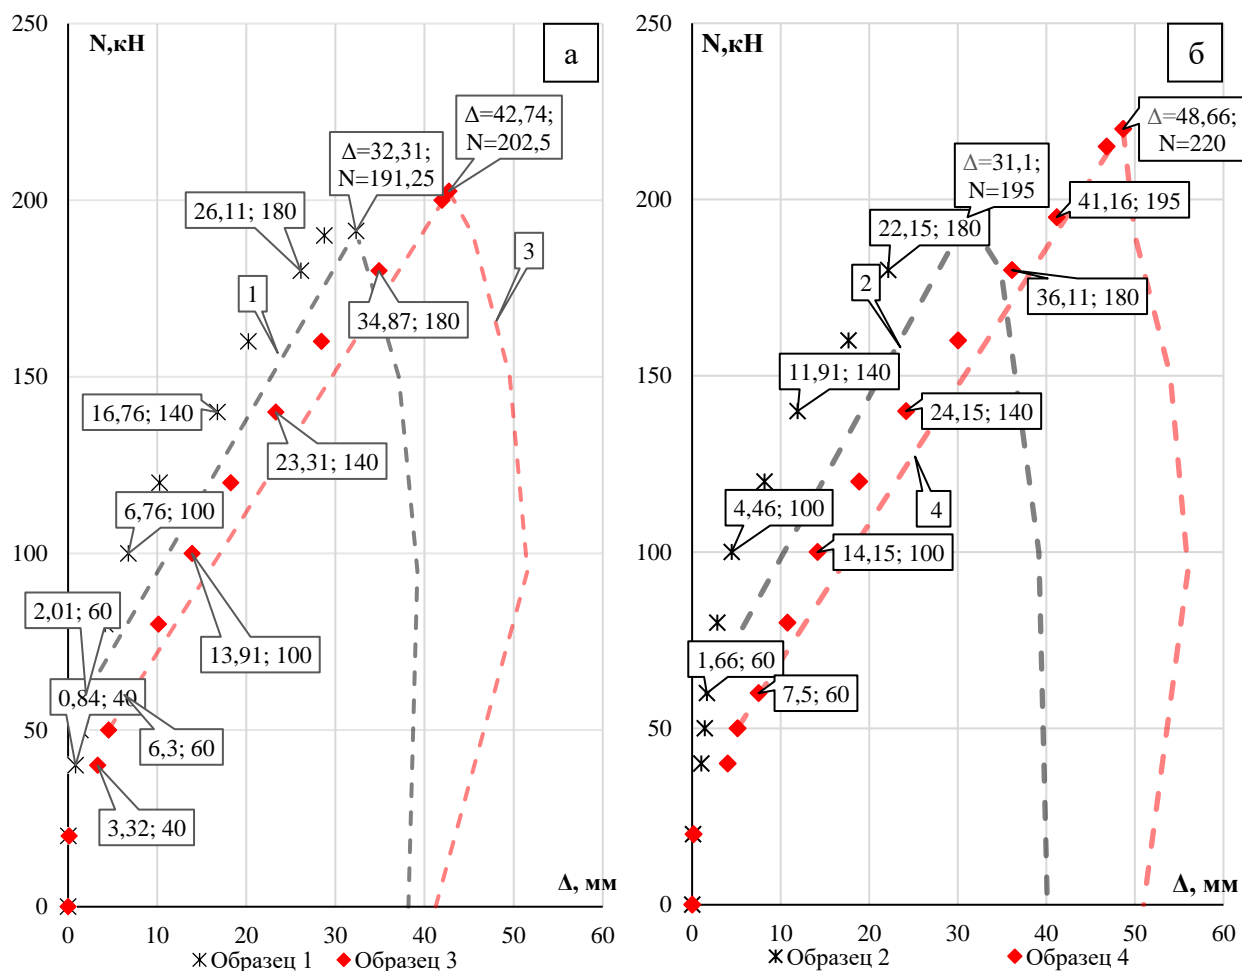 250
N,кН
а
Δ=42,74;
N=202,5
Δ=32,31;
N=191,25
200
26,11; 180
3
1
34,87; 180
150
16,76; 140
23,31; 140
6,76; 100
100
2,01; 60
13,91; 100
0,84; 40
50
6,3; 60
3,32; 40
Δ, мм
0
0 10 20 30 40 50 60
Образец 1 Образец 3
250
N,кН
б
Δ=48,66;
N=220
Δ=31,1;
N=195
200
41,16; 195
22,15; 180
2
36,11; 180
150
11,91; 140
24,15; 140
4,46; 100
4
100
14,15; 100
1,66; 60
7,5; 60
50
Δ, мм
0
0 10 20 30 40 50 60
Образец 2 Образец 4